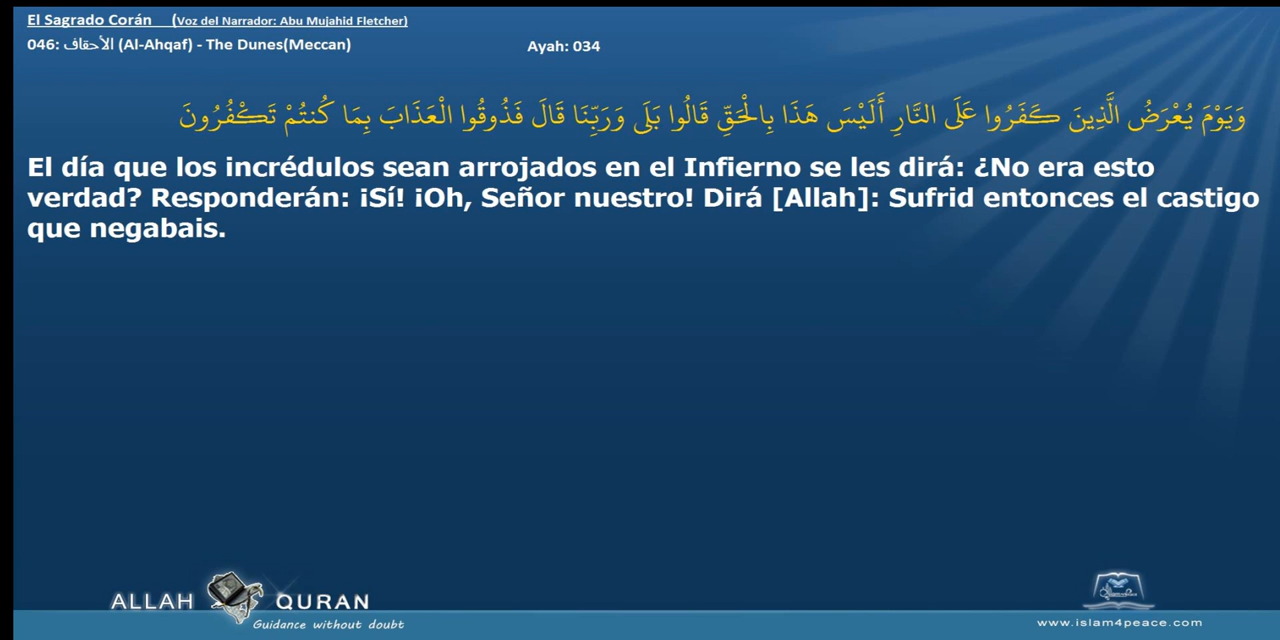 El Sagrado Corán (Voz del Narrador: Abu Mujahid Fletcher)
046: الأحقاف (Al-Ahqaf) - The Dunes(Meccan) Ayah: 034
وَيَوْمَ يُعْرَضُ الَّذِينَ كَفَرُوا عَلَى النَّارِ أَلَيْسَ هَذَا بِالْحَقِّ قَالُوا بَلَى وَرَبِّنَا قَالَ فَذُوقُوا الْعَذَابَ بِمَا كُنتُمْ تَكْفُرُونَ
El día que los incrédulos sean arrojados en el Infierno se les dirá: ¿No era esto
verdad? Responderán: ¡Sí! ¡Oh, Señor nuestro! Dirá [Allah]: Sufrid entonces el castigo
que negabais.
ALLAH QURAN
Guidance without doubt
www.islam4peace.com